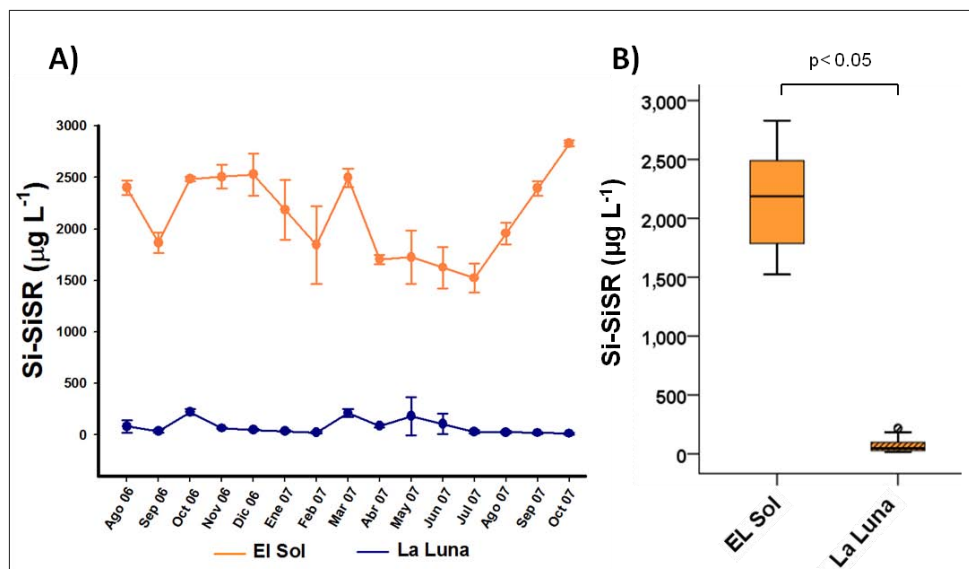 A)
Si-SiSR (µg L-1)
3000
2500
2000
1500
1000
500
0
Ago 06
Sep 06
Oct 06
Nov 06
Dic 06
Ene 07
Feb 07
Mar 07
Abr 07
May 07
Jun 07
Jul 07
Ago 07
Sep 07
Oct 07
El Sol
La Luna
B)
p< 0.05
Si-SiSR (µg L-1)
3,000
2,500
2,000
1,500
1,000
500
0
EL Sol
La Luna